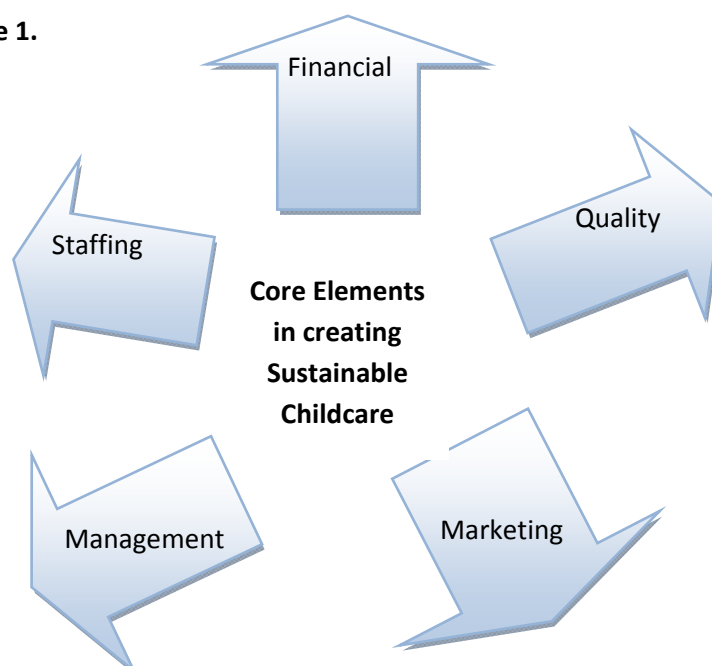 e 1.
Financial
Quality
Staffing
Core Elements
in creating
Sustainable
Childcare
Management
Marketing